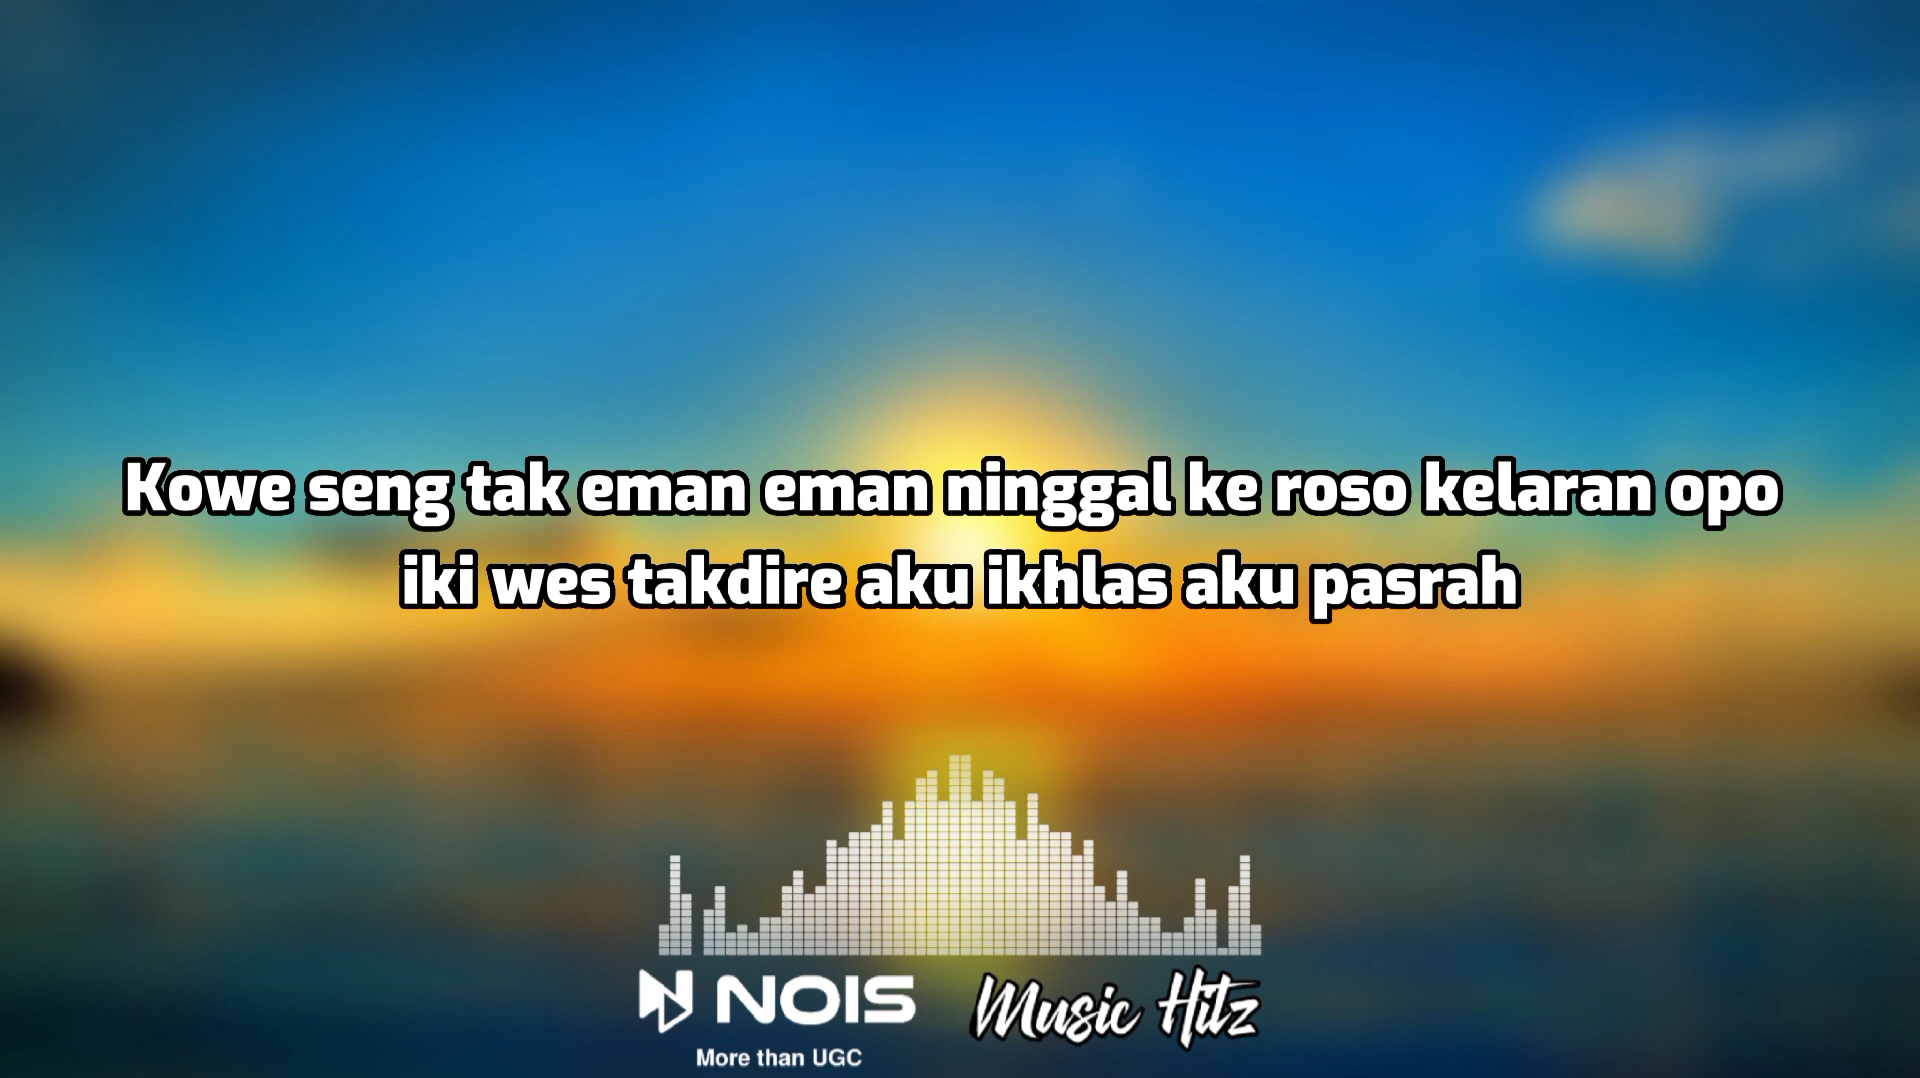 Kowe seng tak eman eman ninggal ke roso kelaran opo
iki wes takdire aku ikhlas aku pasrah
NOIS
More than UGC
Music Hitz